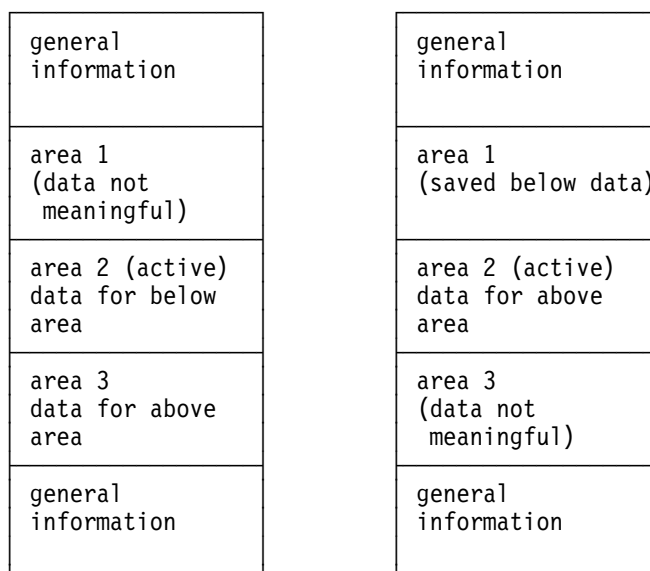 general
information
area 1
(data not
meaningful)
area 2 (active)
data for below
area
area 3
data for above
area
general
information
general
information
area 1
(saved below data)
area 2 (active)
data for above
area
area 3
(data not
meaningful)
general
information